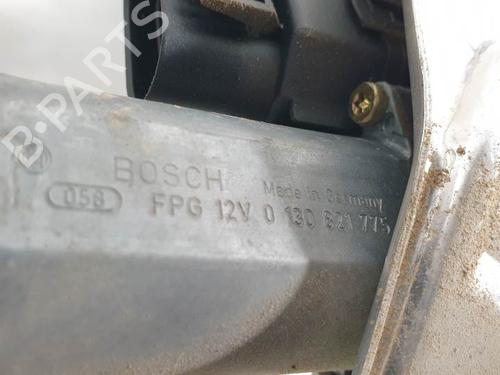 BOSCH Made in Germany
058 FPG 12V 0 130 821 775
B-PARTS